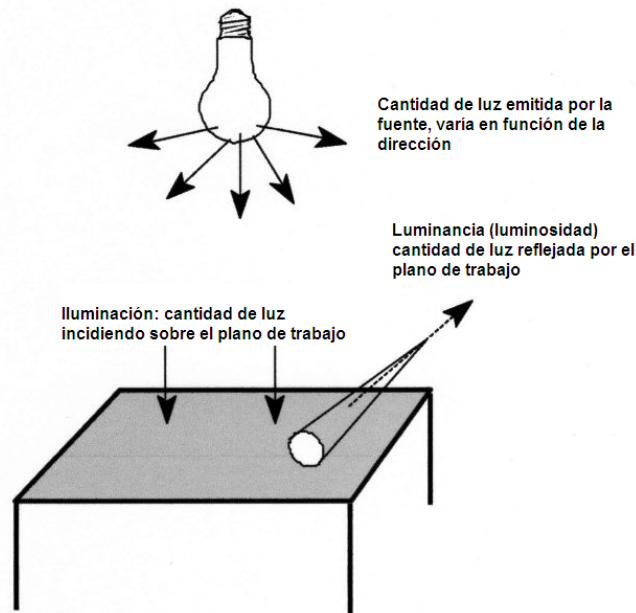 Cantidad de luz emitida por la
fuente, varía en función de la
dirección
Luminancia (luminosidad)
cantidad de luz reflejada por el
plano de trabajo
Iluminación: cantidad de luz
incidiendo sobre el plano de trabajo